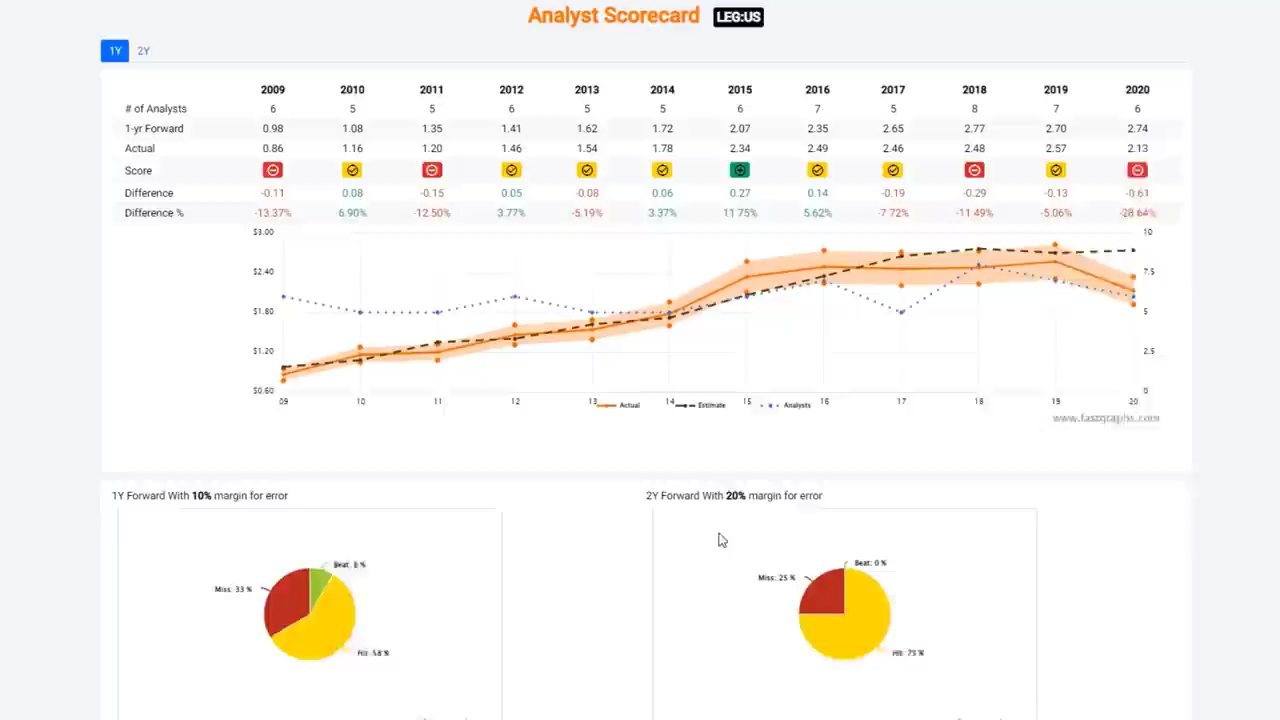 Analyst Scorecard LEG:US
1Y 2Y
2009 2010 2011 2012 2013 2014 2015 2016 2017 2018 2019 2020
# of Analysts 6 5 5 6 5 5 6 7 5 8 7 6
1-yr Forward 0.98 1.08 1.35 1.41 1.62 1.72 2.07 2.35 2.65 2.77 2.70 2.74
Actual 0.86 1.16 1.20 1.46 1.54 1.78 2.34 2.49 2.46 2.48 2.57 2.13
Score
Difference -0.11 0.08 -0.15 0.05 -0.08 0.06 0.27 0.14 -0.19 -0.29 -0.13 -0.61
Difference % -13.37% 6.90% -12.50% 3.77% -5.19% 3.37% 11.75% 5.62% -7.72% -11.49% -5.06% -28.64%
$3.00 10
$2.40 7.5
$1.80 5
$1.20 2.5
$0.60 0
09 10 11 12 13 14 15 16 17 18 19 20
Actual Estimate Analysts
www.fastgraphs.com
1Y Forward With 10% margin for error 2Y Forward With 20% margin for error
Beat: 8 % Beat: 0 %
Miss: 33 % Miss: 25 %
Hit: 58 % Hit: 75 %